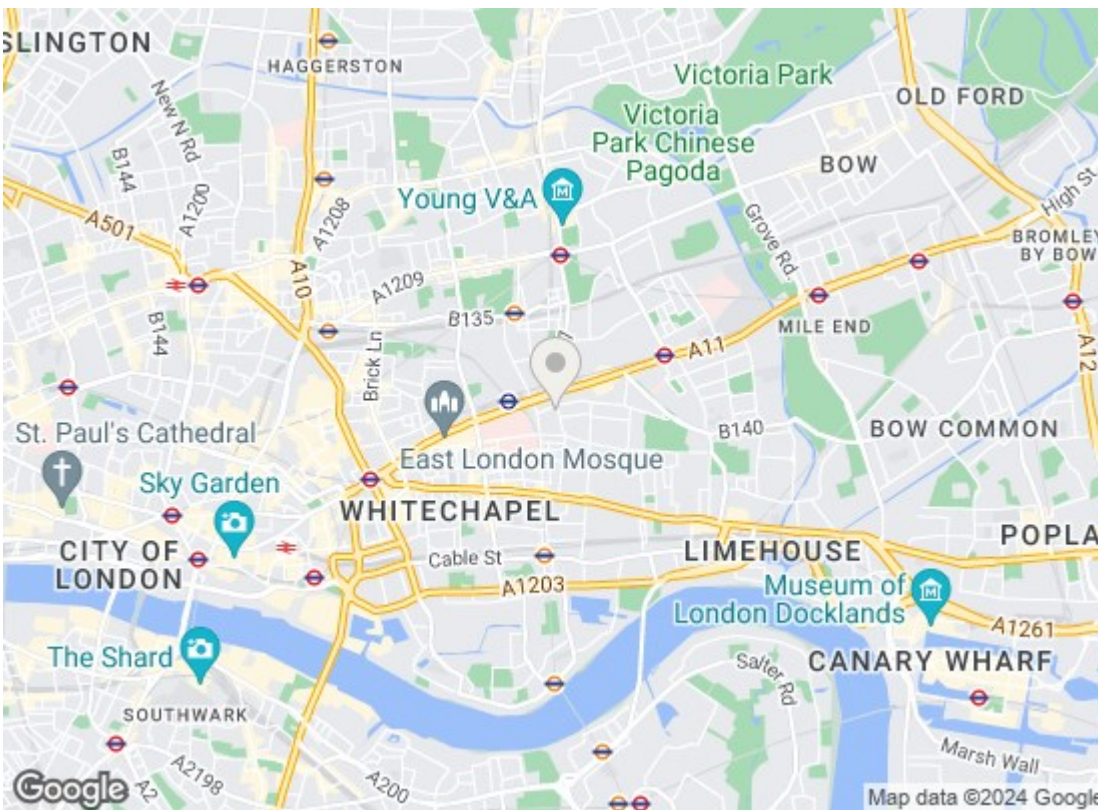 SLINGTON
HAGGERSTON
New N Rd
B144
A1200
A1208
A501
A10
Young V&A
Victoria Park
Victoria
Park Chinese
Pagoda
OLD FORD
BOW
High St
Grove Rd
BROMLEY
BY BOW
A1209
B135
B144
Brick Ln
MILE END
A11
A12
St. Paul's Cathedral
Sky Garden
East London Mosque
B140
BOW COMMON
WHITECHAPEL
CITY OF
LONDON
Cable St
A1203
LIMEHOUSE
POPLA
Museum of
London Docklands
A1261
The Shard
CANARY WHARF
Salter Rd
SOUTHWARK
A2198
A2
A200
Marsh Wall
Google
Map data ©2024 Google